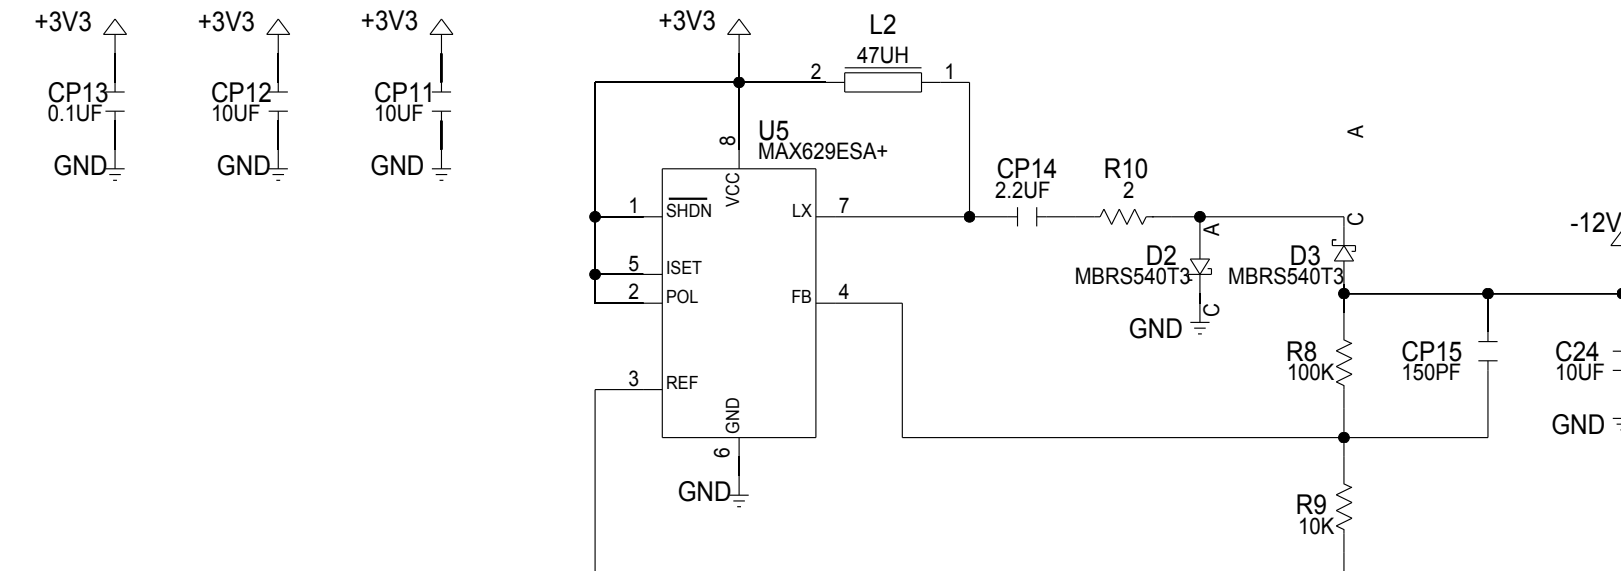 +3V3
+3V3
+3V3
+3V3
L2
47UH
2
1
CP13
0.1UF
CP12
10UF
CP11
10UF
GND
GND
GND
8
U5
MAX629ESA+
A
CP14
2.2UF
R10
2
VCC
1
SHDN
LX
7
5
ISET
2
POL
FB
4
3
REF
GND
6
GND
A
D2
MBRS540T3
C
GND
C
D3
MBRS540T3
-12V
R8
100K
CP15
150PF
C24
10UF
GND
R9
10K